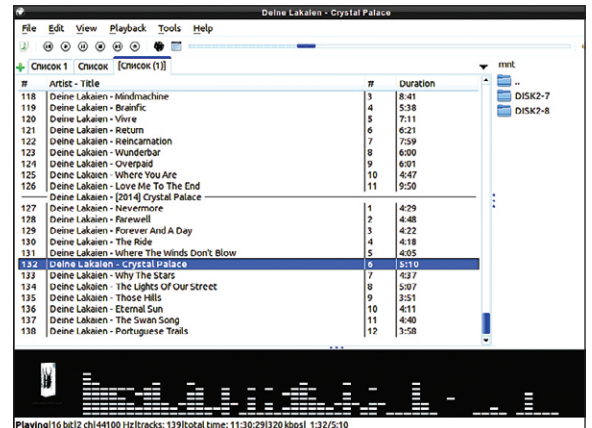 Deine Lakaien - Crystal Palace
File Edit View Playback Tools Help
Список 1 Список [Список (1)]
mnt
# Artist - Title # Duration
..
118 Deine Lakaien - Mindmachine 3 8:41
DISK2-7
119 Deine Lakaien - Brainfic 4 5:38
DISK2-8
120 Deine Lakaien - Vivre 5 7:11
121 Deine Lakaien - Return 6 6:21
122 Deine Lakaien - Reincarnation 7 7:59
123 Deine Lakaien - Wunderbar 8 6:00
124 Deine Lakaien - Overpaid 9 6:01
125 Deine Lakaien - Where You Are 10 4:47
126 Deine Lakaien - Love Me To The End 11 9:50
Deine Lakaien - [2014] Crystal Palace
127 Deine Lakaien - Nevermore 1 4:29
128 Deine Lakaien - Farewell 2 4:48
129 Deine Lakaien - Forever And A Day 3 4:22
130 Deine Lakaien - The Ride 4 4:18
131 Deine Lakaien - Where The Winds Don't Blow 5 4:05
132 Deine Lakaien - Crystal Palace 6 5:10
133 Deine Lakaien - Why The Stars 7 4:37
134 Deine Lakaien - The Lights Of Our Street 8 5:07
135 Deine Lakaien - Those Hills 9 3:51
136 Deine Lakaien - Eternal Sun 10 4:11
137 Deine Lakaien - The Swan Song 11 4:40
138 Deine Lakaien - Portuguese Trails 12 3:58
Playing|16 bit|2 ch|44100 Hz|tracks: 139|total time: 11:30:29|320 kbps| 1:32/5:10